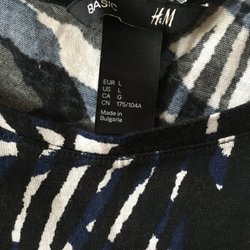 BASIC
H&M
EUR L
US L
CA G
CN 175/104A
Made in
Bulgaria